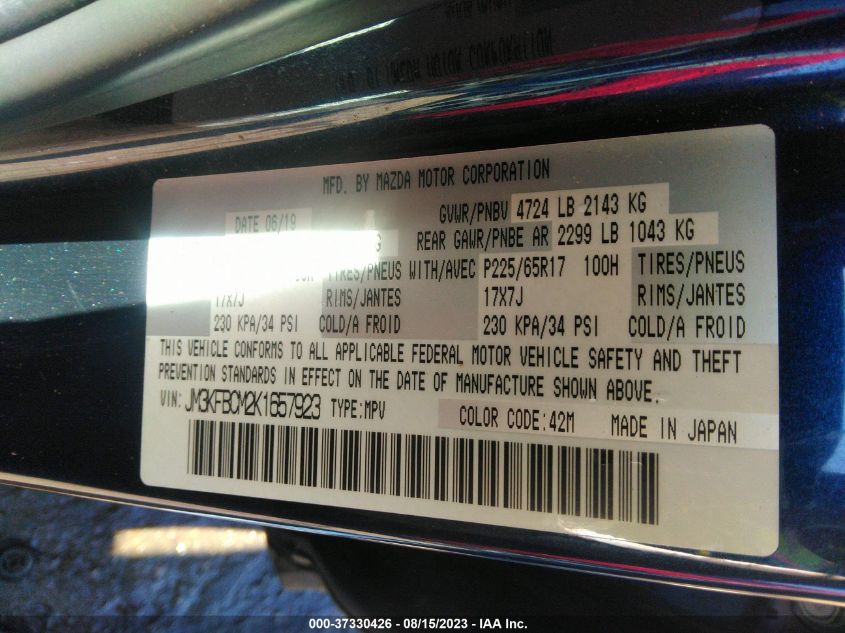 MFD. BY MAZDA MOTOR CORPORATION
DATE 06/19 GVWR/PNBV 4724 LB 2143 KG
KG REAR GAWR/PNBE AR 2299 LB 1043 KG
TIRES/PNEUS WITH/AVEC P225/65R17 100H TIRES/PNEUS
17X7J RIMS/JANTES 17X7J RIMS/JANTES
230 KPA/34 PSI COLD/A FROID 230 KPA/34 PSI COLD/A FROID
THIS VEHICLE CONFORMS TO ALL APPLICABLE FEDERAL MOTOR VEHICLE SAFETY AND THEFT
PREVENTION STANDARDS IN EFFECT ON THE DATE OF MANUFACTURE SHOWN ABOVE.
VIN: JM3KFBCM2K1657923 TYPE:MPV COLOR CODE:42M MADE IN JAPAN
000-37330426 - 08/15/2023 - IAA Inc.